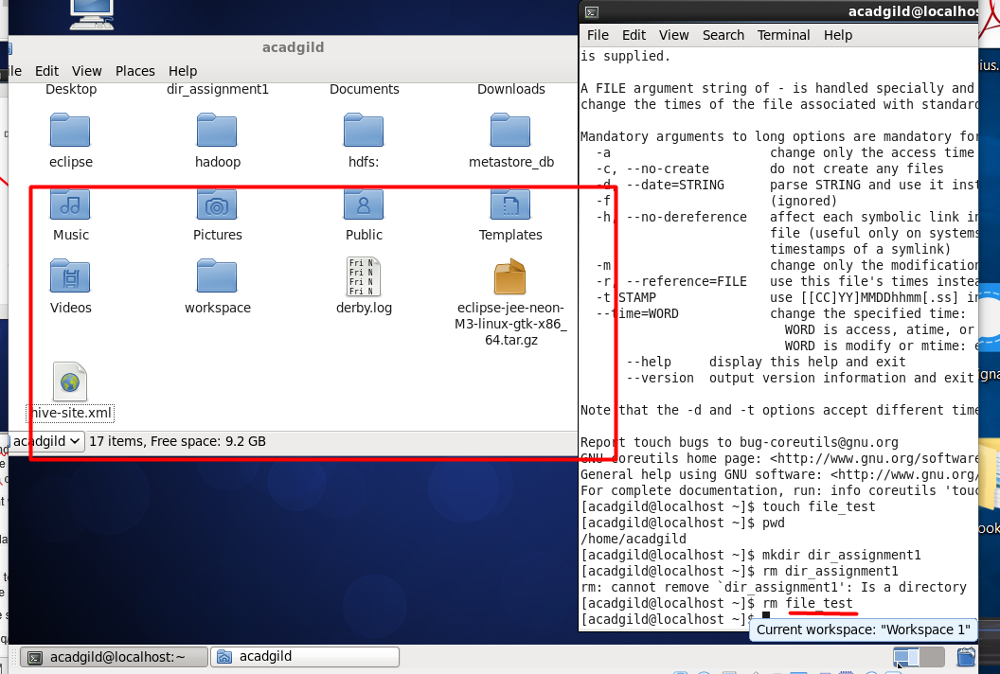 acadgild
le Edit View Places Help
Desktop dir_assignment1 Documents Downloads
eclipse hadoop hdfs: metastore_db
Music Pictures Public Templates
Videos workspace derby.log eclipse-jee-neon-
M3-linux-gtk-x86_
64.tar.gz
Fri N
Fri N
Fri N
Fri N
hive-site.xml
acadgild 17 items, Free space: 9.2 GB
acadgild@localhos
File Edit View Search Terminal Help
is supplied.
A FILE argument string of - is handled specially and
change the times of the file associated with standard
Mandatory arguments to long options are mandatory for
-a change only the access time
-c, --no-create do not create any files
-d, --date=STRING parse STRING and use it inst
-f (ignored)
-h, --no-dereference affect each symbolic link in
file (useful only on systems
timestamps of a symlink)
-m change only the modification
-r, --reference=FILE use this file's times instea
-t STAMP use [[CC]YY]MMDDhhmm[.ss] in
--time=WORD change the specified time:
WORD is access, atime, or
WORD is modify or mtime: e
--help display this help and exit
--version output version information and exit
Note that the -d and -t options accept different time
Report touch bugs to bug-coreutils@gnu.org
GNU coreutils home page: <http://www.gnu.org/software
General help using GNU software: <http://www.gnu.org/
For complete documentation, run: info coreutils 'touc
[acadgild@localhost ~]$ touch file_test
[acadgild@localhost ~]$ pwd
/home/acadgild
[acadgild@localhost ~]$ mkdir dir_assignment1
[acadgild@localhost ~]$ rm dir_assignment1
rm: cannot remove `dir_assignment1': Is a directory
[acadgild@localhost ~]$ rm file_test
[acadgild@localhost ~]$
Current workspace: "Workspace 1"
acadgild@localhost:~ acadgild
ius.
gna
ook